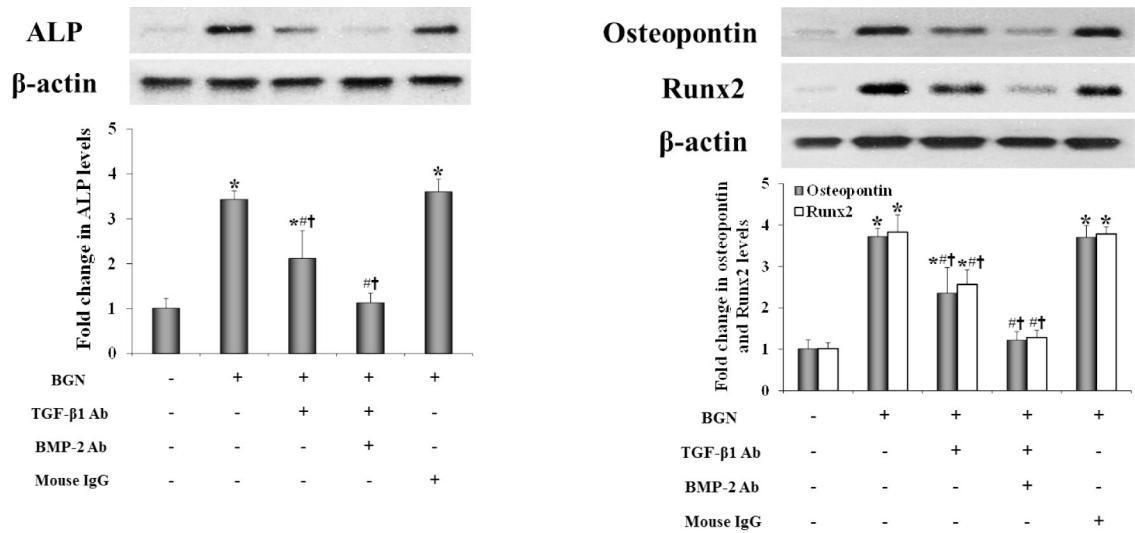 ALP
β-actin
Fold change in ALP levels
5
4
3
2
1
0
*
*#†
#†
*
BGN - + + + +
TGF-β1 Ab - - + + -
BMP-2 Ab - - - + -
Mouse IgG - - - - +
Osteopontin
Runx2
β-actin
Fold change in osteopontin
and Runx2 levels
5
4
3
2
1
0
Osteopontin
Runx2
* *
*#† *#†
#† #†
* *
BGN - + + + +
TGF-β1 Ab - - + + -
BMP-2 Ab - - - + -
Mouse IgG - - - - +